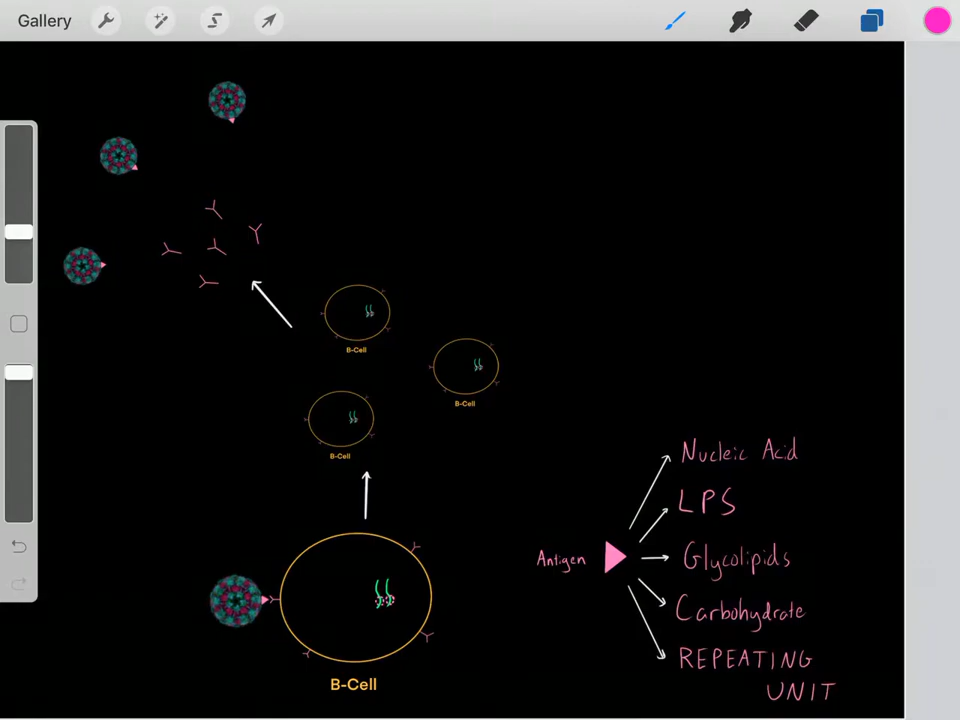 Gallery
B-Cell
B-Cell
B-Cell
B-Cell
Antigen
Nucleic Acid
LPS
Glycolipids
Carbohydrate
REPEATING
UNIT